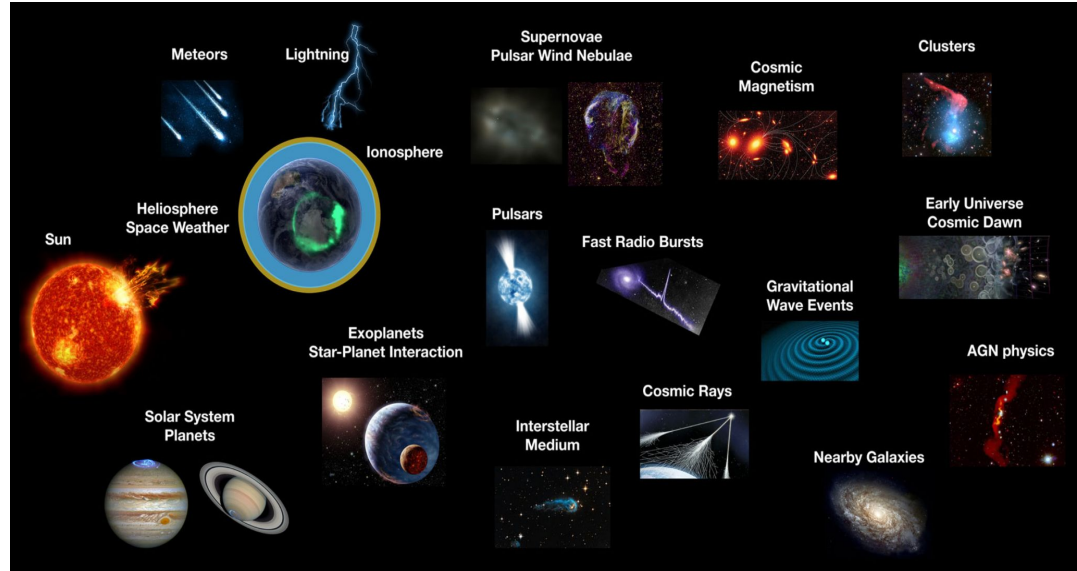 Meteors
Lightning
Supernovae
Pulsar Wind Nebulae
Cosmic
Magnetism
Clusters
Ionosphere
Heliosphere
Space Weather
Sun
Pulsars
Fast Radio Bursts
Early Universe
Cosmic Dawn
Gravitational
Wave Events
Exoplanets
Star-Planet Interaction
AGN physics
Cosmic Rays
Solar System
Planets
Interstellar
Medium
Nearby Galaxies